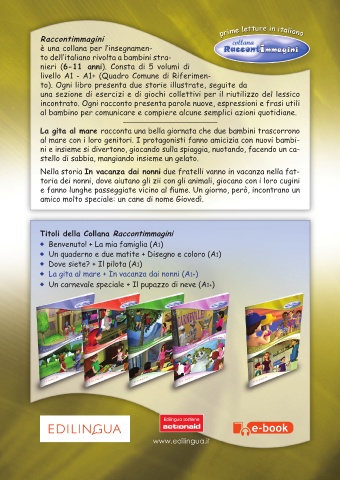 prime letture in italiano
collana
Raccontimmagini
Raccontimmagini
è una collana per l'insegnamen-
to dell'italiano rivolta a bambini stra-
nieri (6-11 anni). Consta di 5 volumi di
livello A1 - A1+ (Quadro Comune di Riferimen-
to). Ogni libro presenta due storie illustrate, seguite da
una sezione di esercizi e di giochi collettivi per il riutilizzo del lessico
incontrato. Ogni racconto presenta parole nuove, espressioni e frasi utili
al bambino per comunicare e compiere alcune semplici azioni quotidiane.
La gita al mare racconta una bella giornata che due bambini trascorrono
al mare con i loro genitori. I protagonisti fanno amicizia con nuovi bambi-
ni e insieme si divertono, giocando sulla spiaggia, nuotando, facendo un ca-
stello di sabbia, mangiando insieme un gelato.
Nella storia In vacanza dai nonni due fratelli vanno in vacanza nella fat-
toria dei nonni, dove aiutano gli zii con gli animali, giocano con i loro cugini
e fanno lunghe passeggiate vicino al fiume. Un giorno, però, incontrano un
amico molto speciale: un cane di nome Giovedì.
Titoli della Collana Raccontimmagini
◆ Benvenuto! + La mia famiglia (A1)
◆ Un quaderno e due matite + Disegno e coloro (A1)
◆ Dove siete? + Il pilota (A1)
◆ La gita al mare + In vacanza dai nonni (A1+)
◆ Un carnevale speciale + Il pupazzo di neve (A1+)
EDILINGUA
Edilingua sostiene
actionaid
www.edilingua.it
e-book